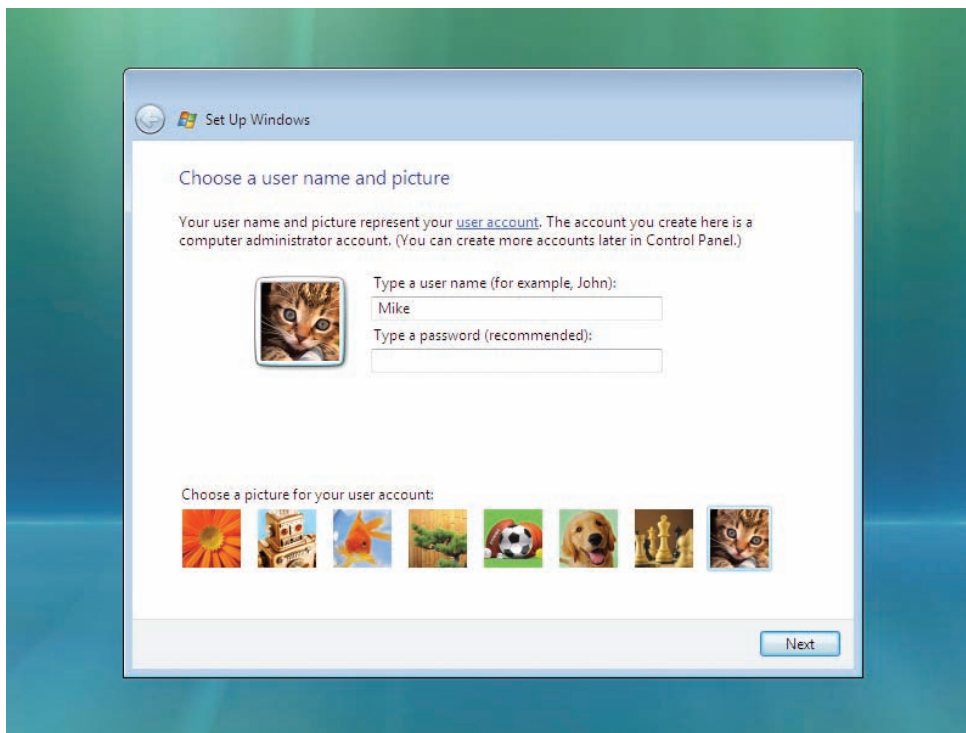 Set Up Windows
Choose a user name and picture
Your user name and picture represent your user account. The account you create here is a
computer administrator account. (You can create more accounts later in Control Panel.)
Type a user name (for example, John):
Mike
Type a password (recommended):
Choose a picture for your user account:
Next